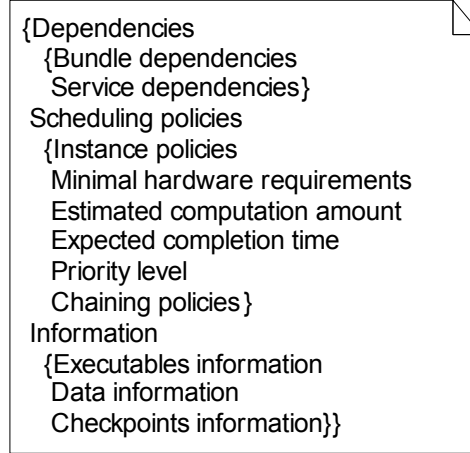 {Dependencies
{Bundle dependencies
Service dependencies}
Scheduling policies
{Instance policies
Minimal hardware requirements
Estimated computation amount
Expected completion time
Priority level
Chaining policies}
Information
{Executables information
Data information
Checkpoints information}}